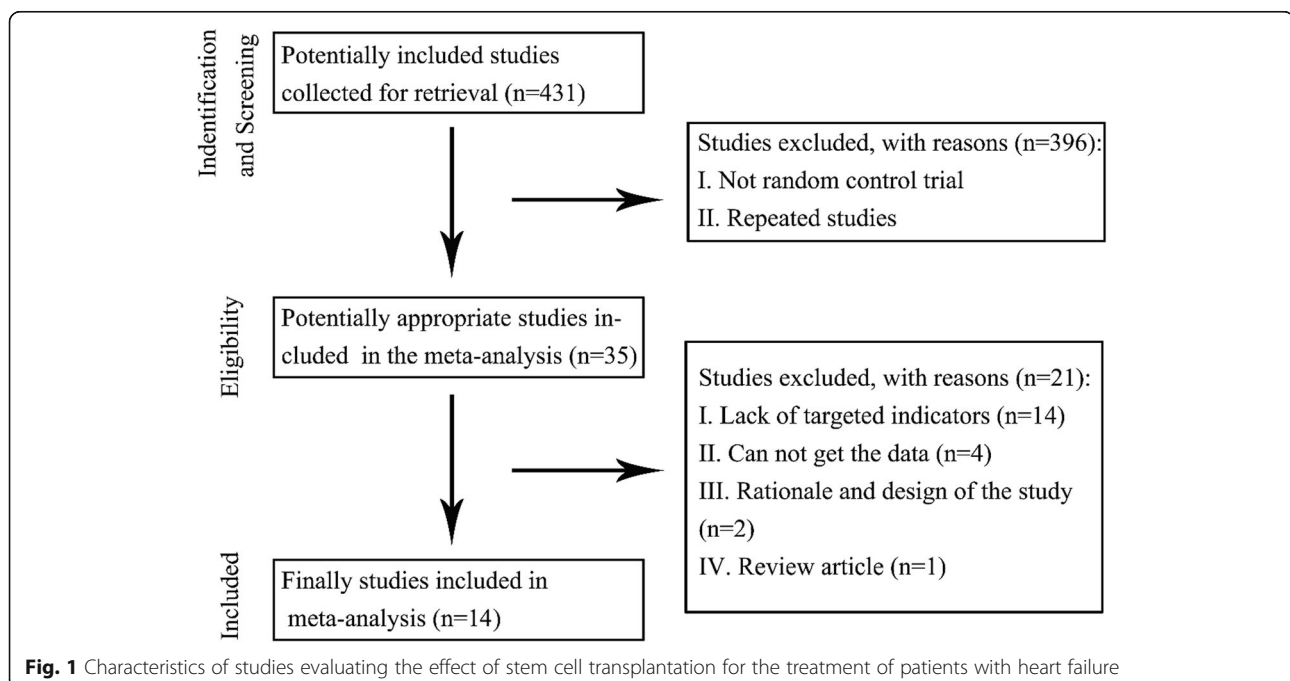 Indentification
and Screening
Potentially included studies
collected for retrieval (n=431)
Studies excluded, with reasons (n=396):
I. Not random control trial
II. Repeated studies
Eligibility
Potentially appropriate studies in-
cluded in the meta-analysis (n=35)
Studies excluded, with reasons (n=21):
I. Lack of targeted indicators (n=14)
II. Can not get the data (n=4)
III. Rationale and design of the study
(n=2)
IV. Review article (n=1)
Included
Finally studies included in
meta-analysis (n=14)
Fig. 1 Characteristics of studies evaluating the effect of stem cell transplantation for the treatment of patients with heart failure